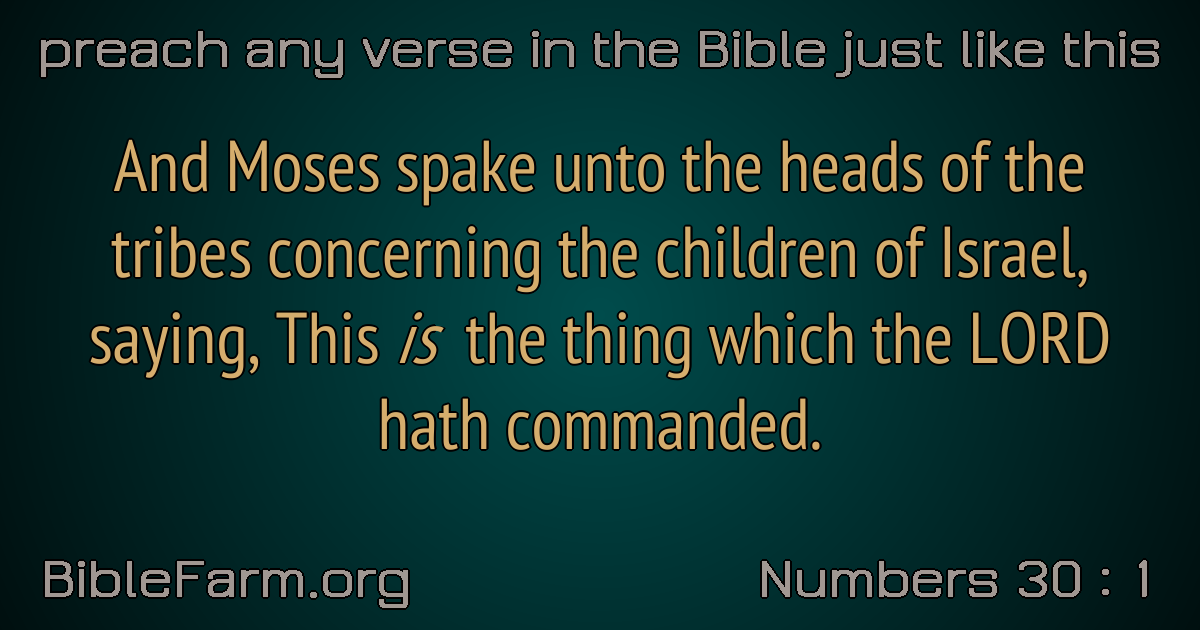 preach any verse in the Bible just like this
And Moses spake unto the heads of the
tribes concerning the children of Israel,
saying, This is the thing which the LORD
hath commanded.
BibleFarm.org
Numbers 30 : 1